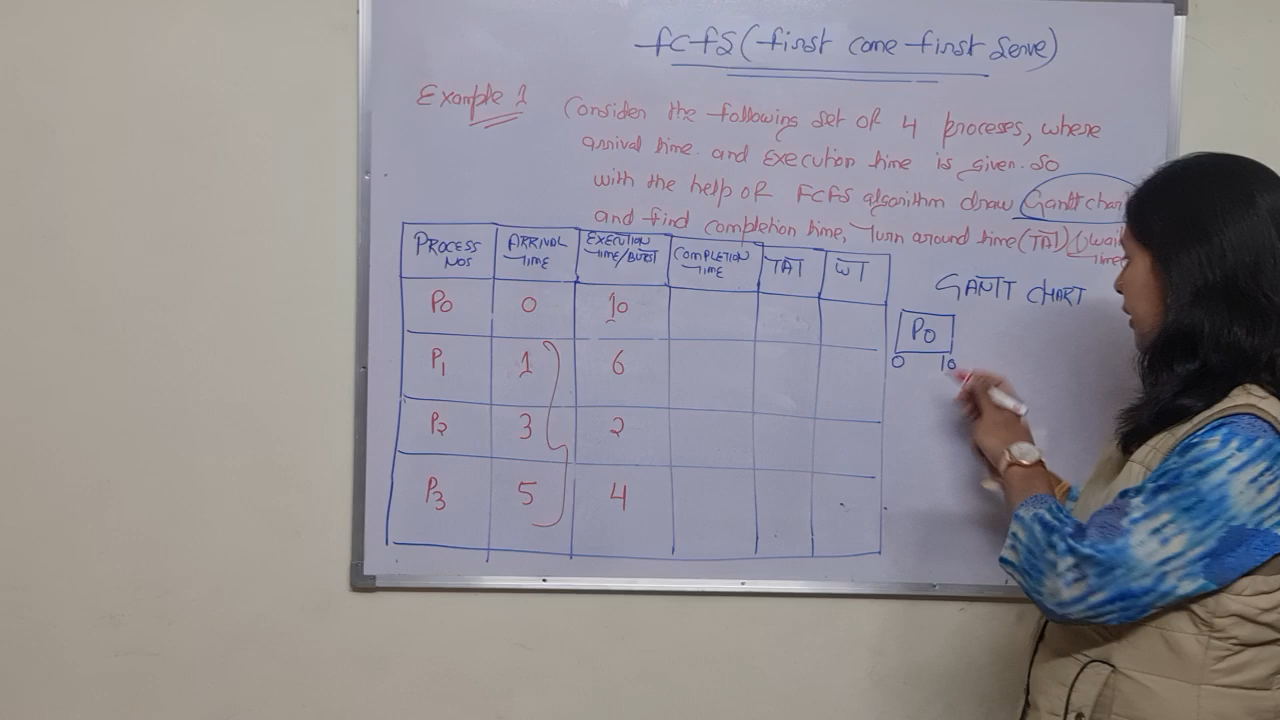 FCFS (First Come First Serve)
Example 1 Consider the following set of 4 proceses, where
arrival time. and execution time is given. So
with the help of FCFS algorithm draw Gantt char
and find completion time, Turn around time (TAT)
PROCESS NOS ARRIVAL TIME EXECUTION TIME/BURST COMPLETION TIME TAT WT
GANTT CHART
P0 0 10
P1 1 6
P2 3 2
P3 5 4
P0
0 10